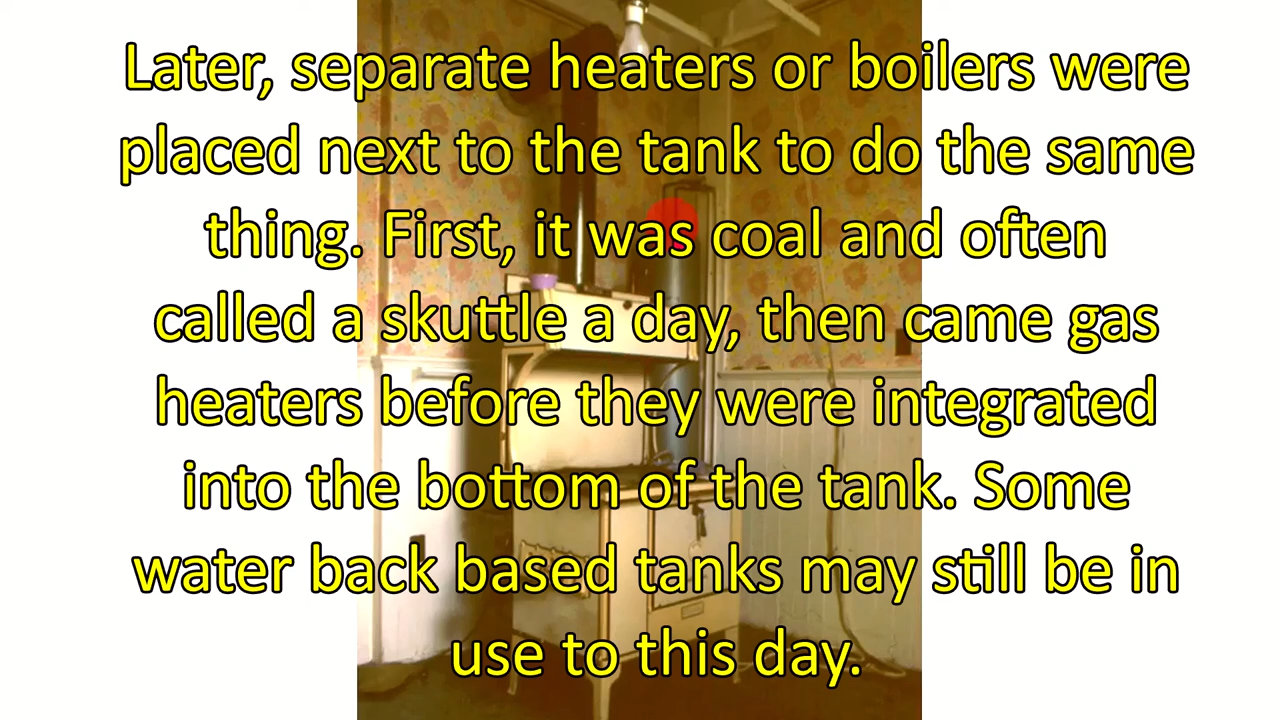 Later, separate heaters or boilers were
placed next to the tank to do the same
thing. First, it was coal and often
called a skuttle a day, then came gas
heaters before they were integrated
into the bottom of the tank. Some
water back based tanks may still be in
use to this day.